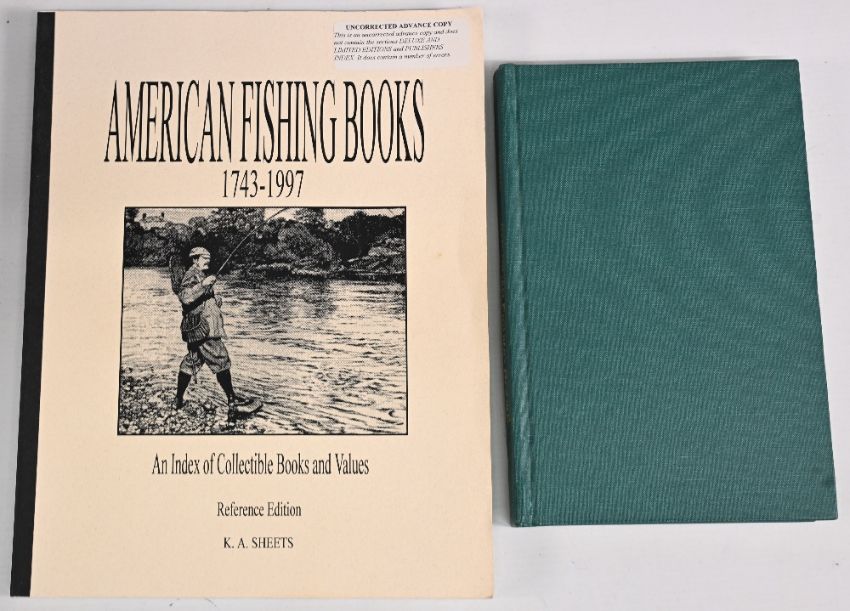 UNCORRECTED ADVANCE COPY
This is an uncorrected advance copy and does
not contain the sections DELUXE AND
LIMITED EDITIONS and PUBLISHERS
INDEX. It does contain a number of errors.
AMERICAN FISHING BOOKS
1743-1997
An Index of Collectible Books and Values
Reference Edition
K. A. SHEETS